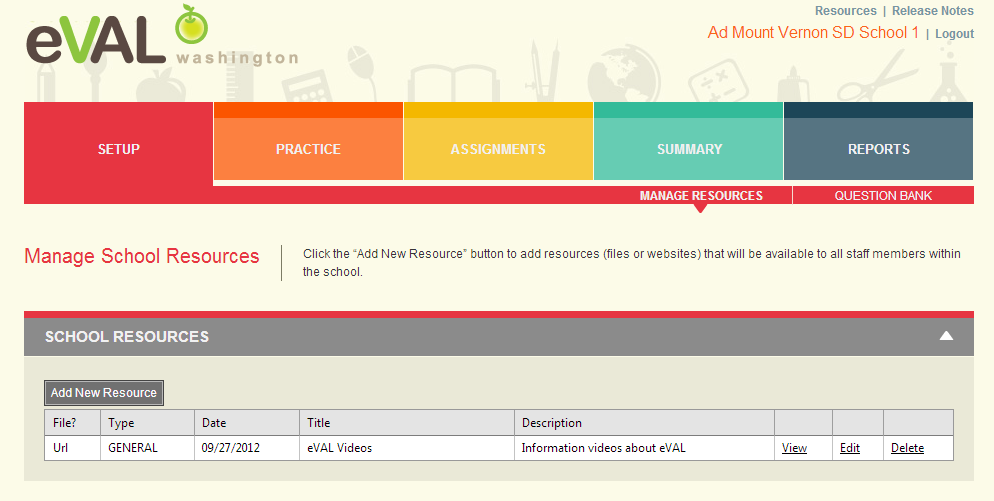 Resources | Release Notes
eVAL washington
Ad Mount Vernon SD School 1 | Logout
SETUP PRACTICE ASSIGNMENTS SUMMARY REPORTS
MANAGE RESOURCES QUESTION BANK
Manage School Resources
Click the “Add New Resource” button to add resources (files or websites) that will be available to all staff members within
the school.
SCHOOL RESOURCES
Add New Resource
File? Type Date Title Description
Url GENERAL 09/27/2012 eVAL Videos Information videos about eVAL View Edit Delete